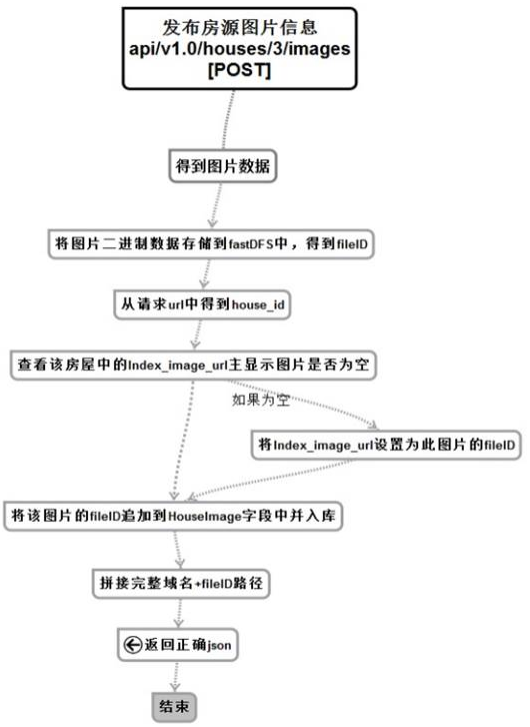 发布房源图片信息
api/v1.0/houses/3/images
[POST]
得到图片数据
将图片二进制数据存储到fastDFS中，得到fileID
从请求url中得到house_id
查看该房屋中的Index_image_url主显示图片是否为空
如果为空
将Index_image_url设置为此图片的fileID
将该图片的fileID追加到HouseImage字段中并入库
拼接完整域名+fileID路径
返回正确json
结束